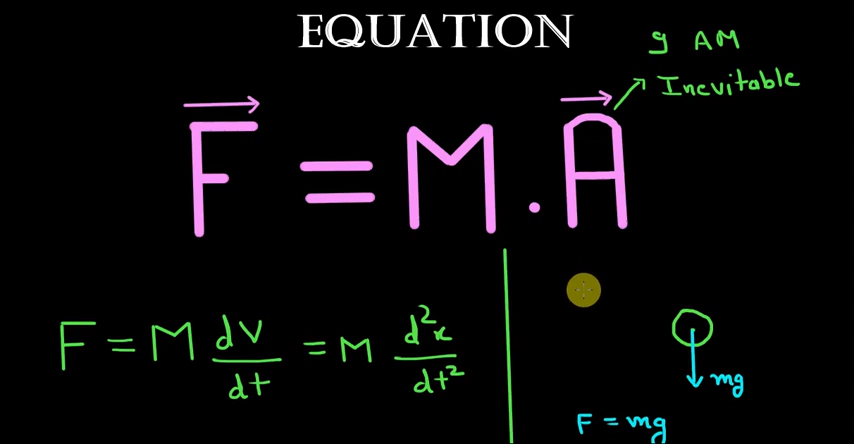 EQUATION
I AM
Inevitable
F = M . A
F = M dV/dt = M d²x/dt²
mg
F = mg